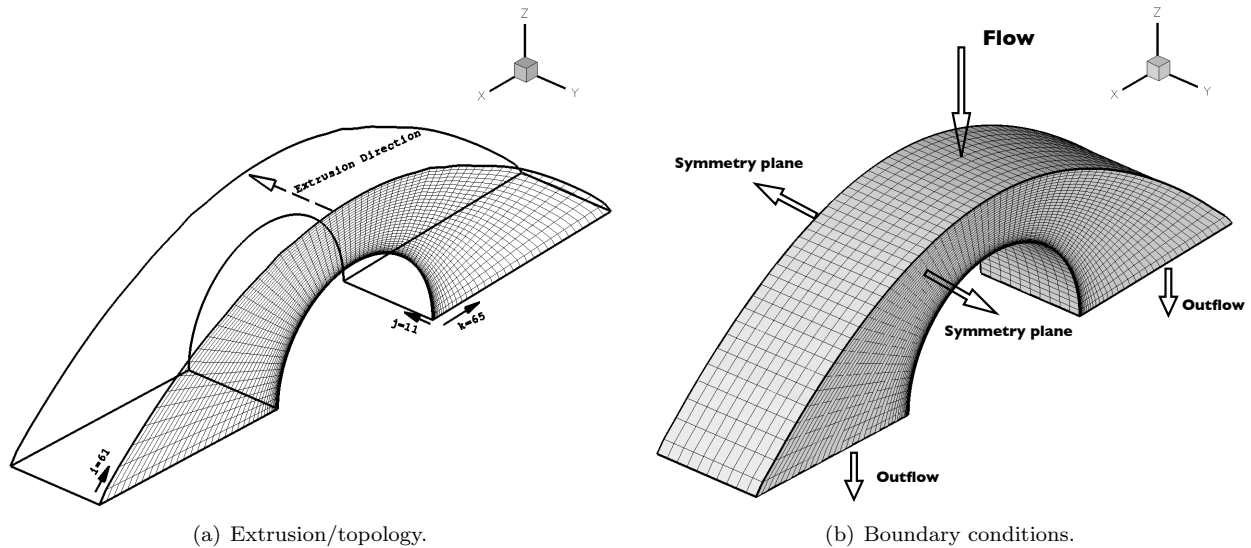 Z
X
Y
Extrusion Direction
j=11
k=65
i=61
(a) Extrusion/topology.
Flow
Z
X
Y
Symmetry plane
Symmetry plane
Outflow
Outflow
(b) Boundary conditions.